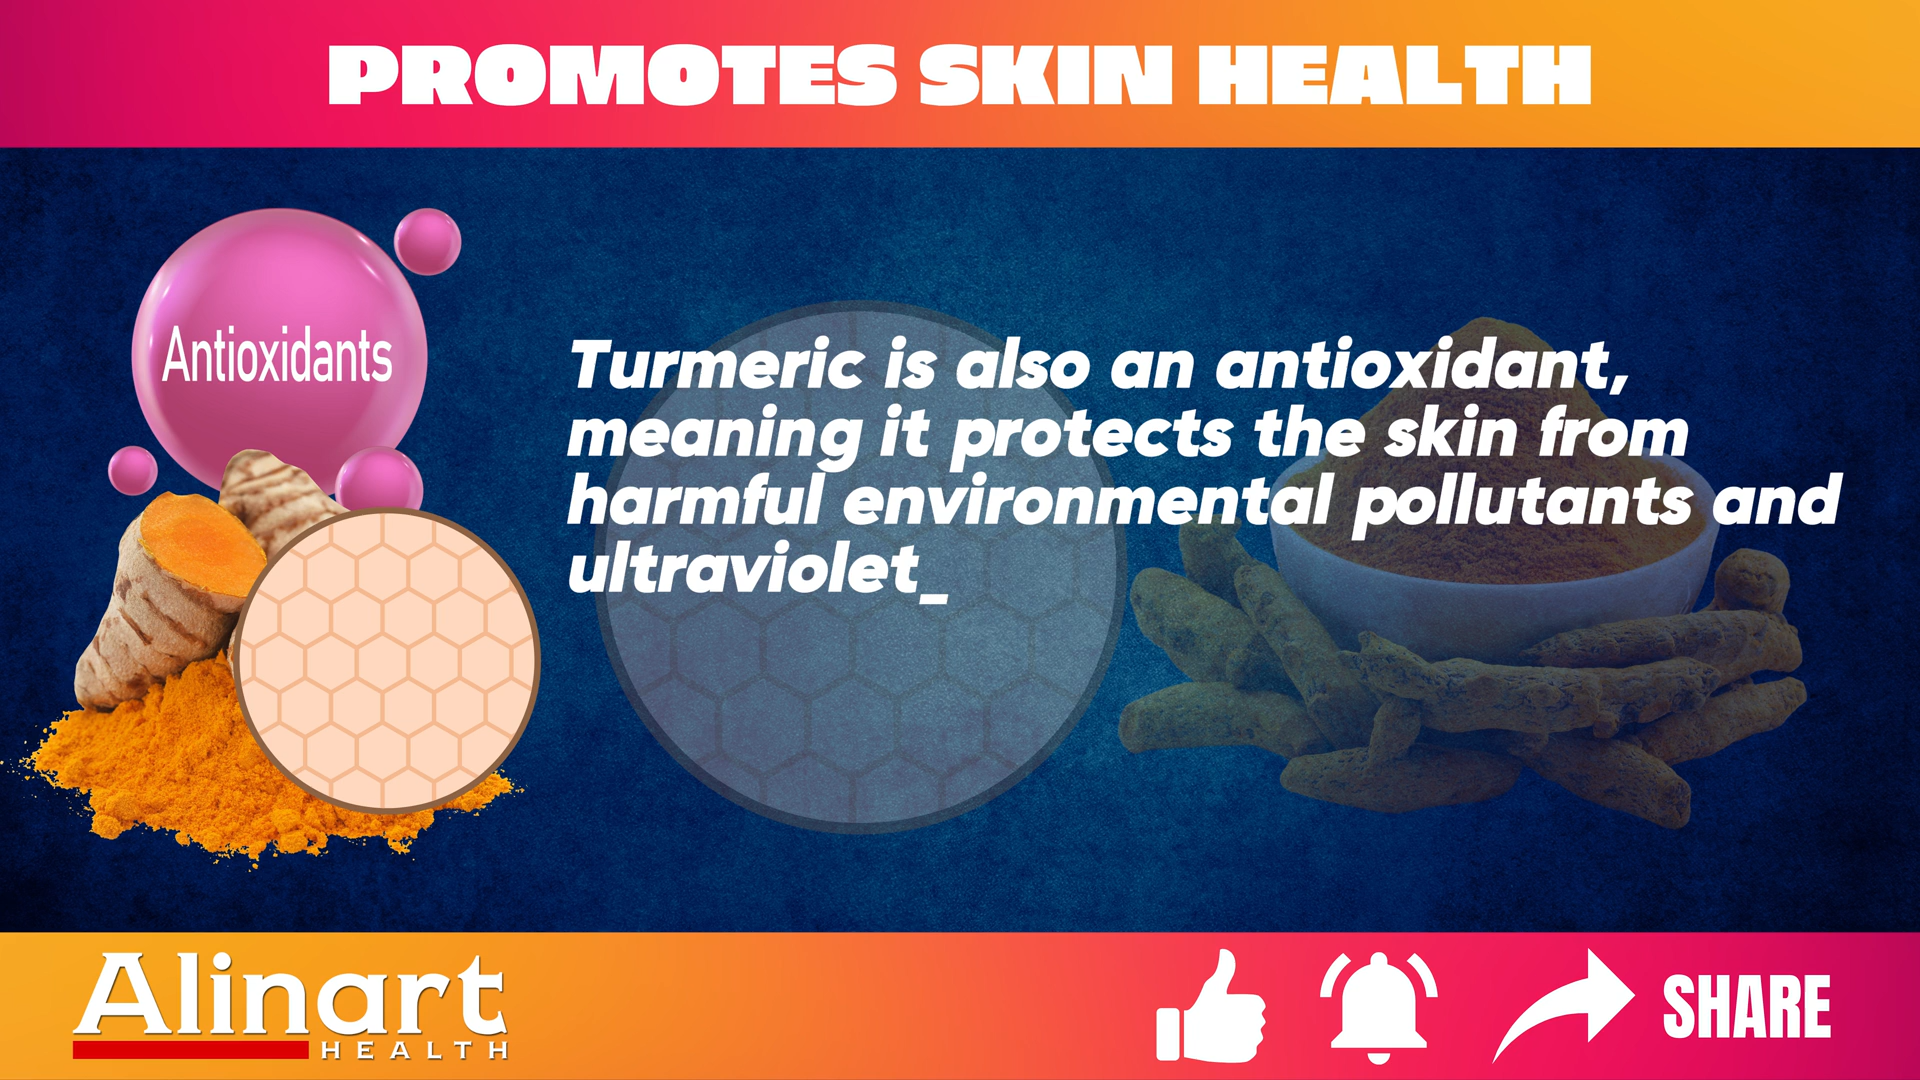 PROMOTES SKIN HEALTH
Antioxidants
Turmeric is also an antioxidant,
meaning it protects the skin from
harmful environmental pollutants and
ultraviolet_
Alinart
HEALTH
SHARE